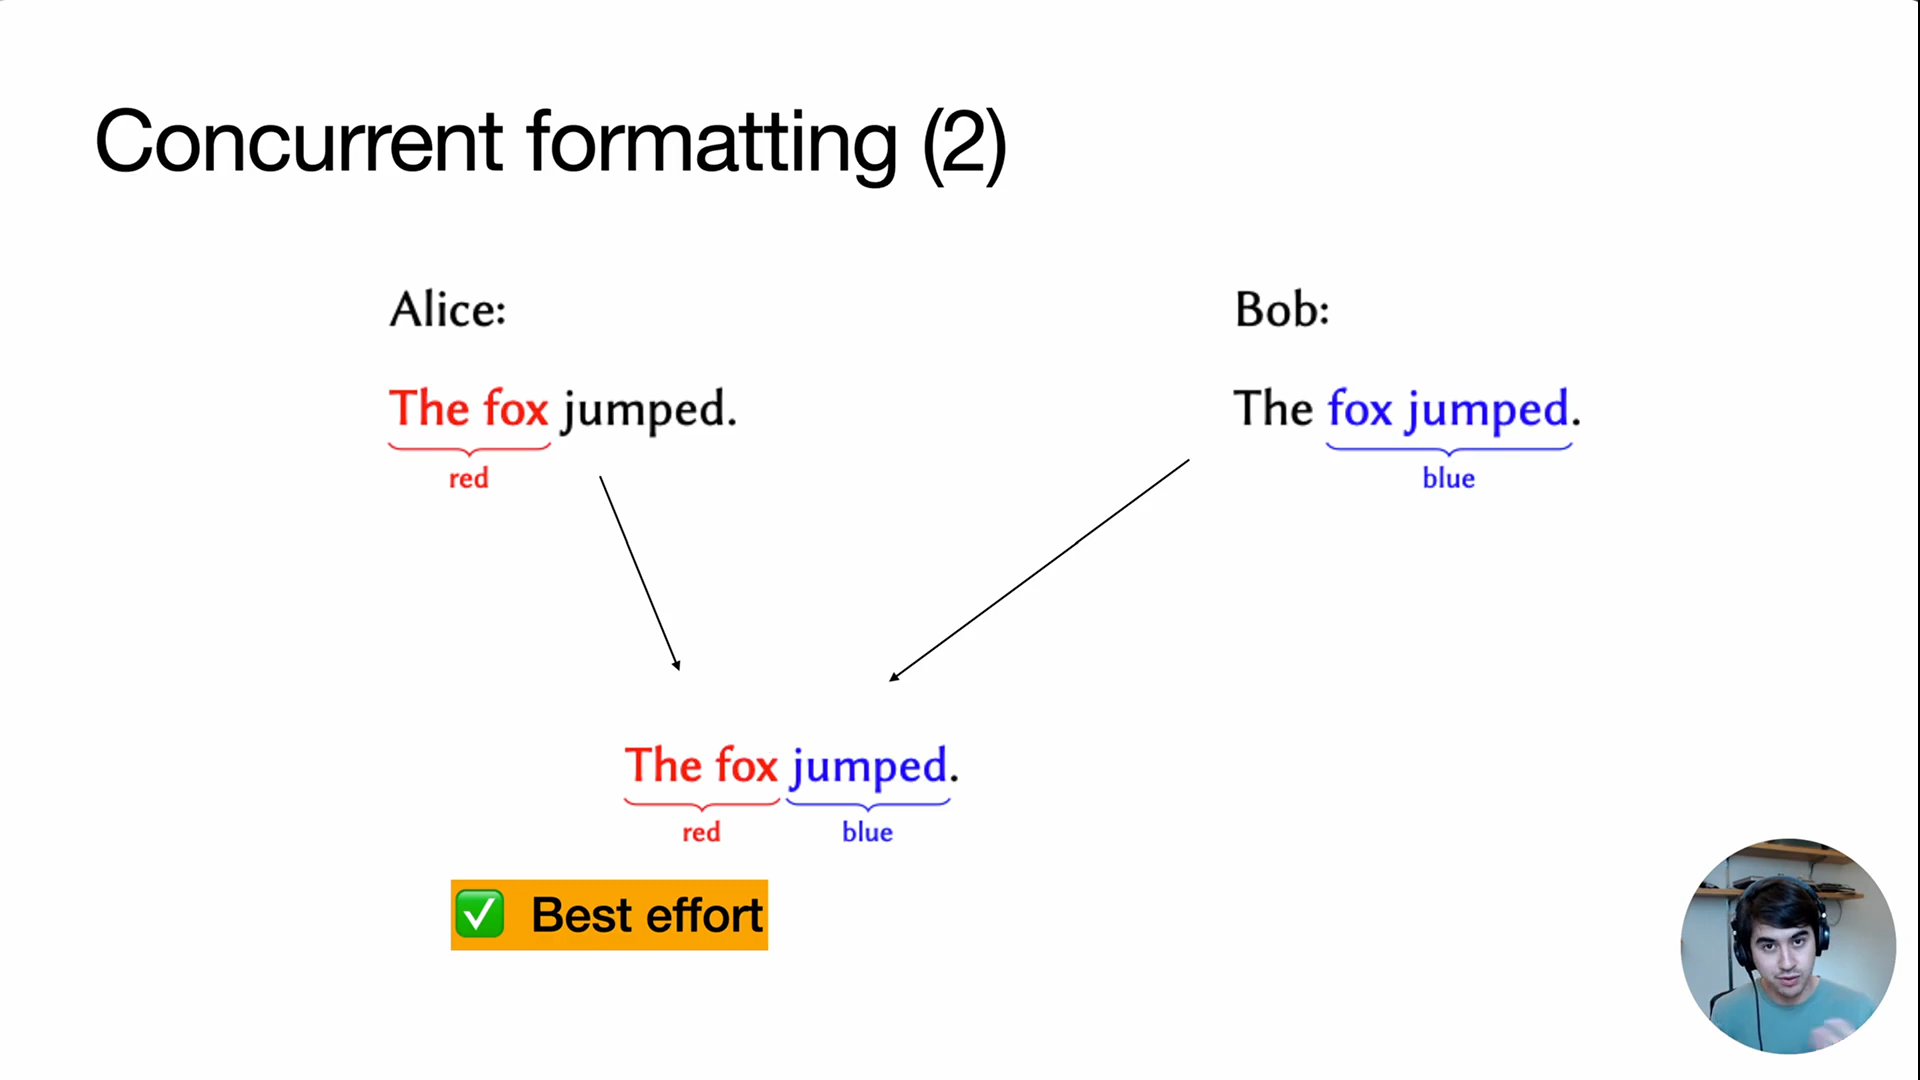 Concurrent formatting (2)
Alice:
The fox jumped.
red
Bob:
The fox jumped.
blue
The fox jumped.
red blue
✅ Best effort